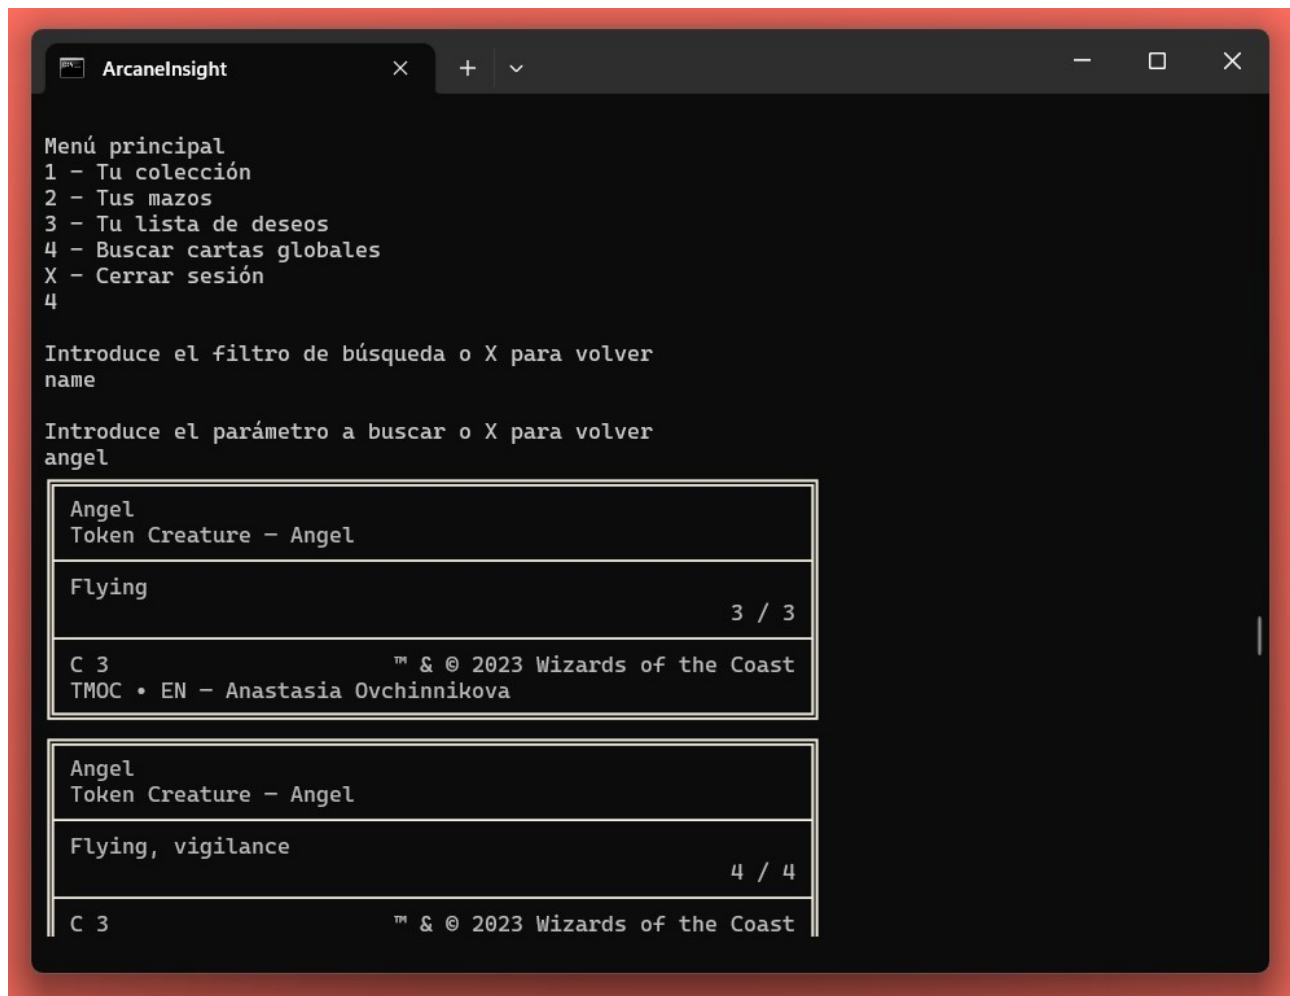 ArcaneInsight
Menú principal
1 – Tu colección
2 – Tus mazos
3 – Tu lista de deseos
4 – Buscar cartas globales
X – Cerrar sesión
4
Introduce el filtro de búsqueda o X para volver
name
Introduce el parámetro a buscar o X para volver
angel
Angel
Token Creature — Angel
Flying
3 / 3
C 3 ™ & © 2023 Wizards of the Coast
TMOC • EN — Anastasia Ovchinnikova
Angel
Token Creature — Angel
Flying, vigilance
4 / 4
C 3 ™ & © 2023 Wizards of the Coast